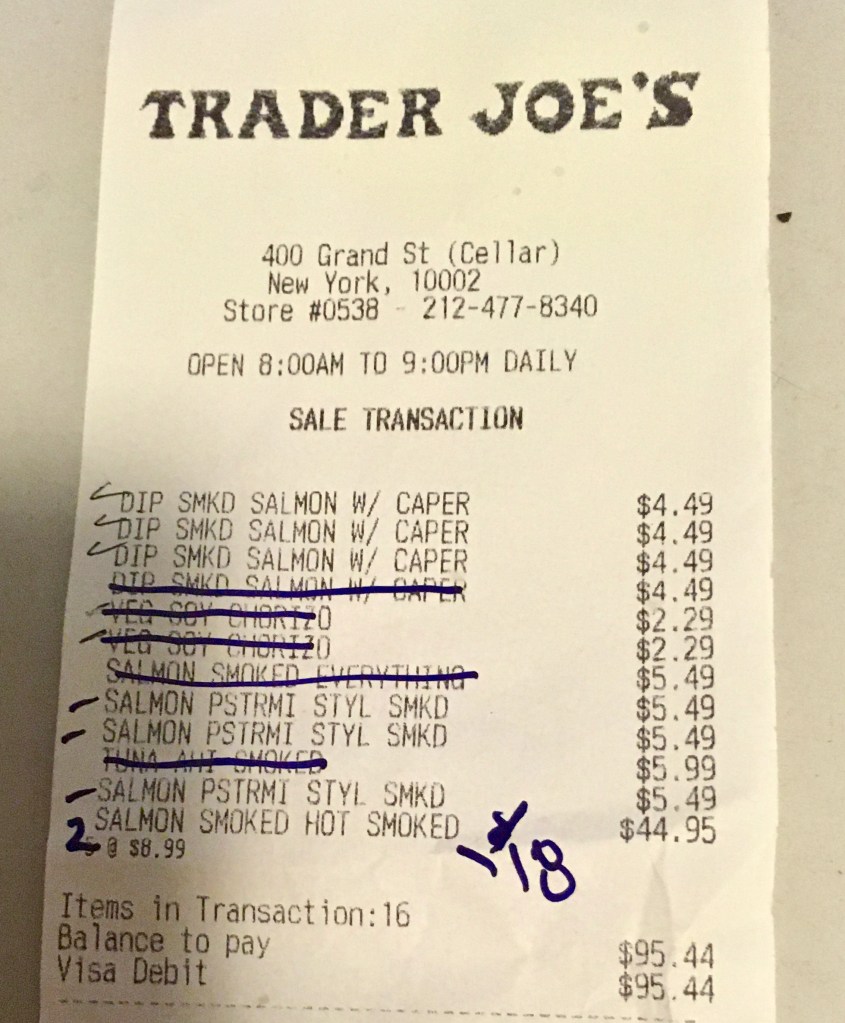 TRADER JOE'S
400 Grand St (Cellar)
New York, 10002
Store #0538 - 212-477-8340
OPEN 8:00AM TO 9:00PM DAILY
SALE TRANSACTION
DIP SMKD SALMON W/ CAPER $4.49
DIP SMKD SALMON W/ CAPER $4.49
DIP SMKD SALMON W/ CAPER $4.49
DIP SMKD SALMON W/ CAPER $4.49
VEG SOY CHORIZO $2.29
VEG SOY CHORIZO $2.29
SALMON SMOKED EVERYTHING $5.49
SALMON PSTRMI STYL SMKD $5.49
SALMON PSTRMI STYL SMKD $5.49
TUNA AHI SMOKED $5.99
SALMON PSTRMI STYL SMKD $5.49
SALMON SMOKED HOT SMOKED $44.95
2 5 @ $8.99 $18
Items in Transaction:16
Balance to pay $95.44
Visa Debit $95.44